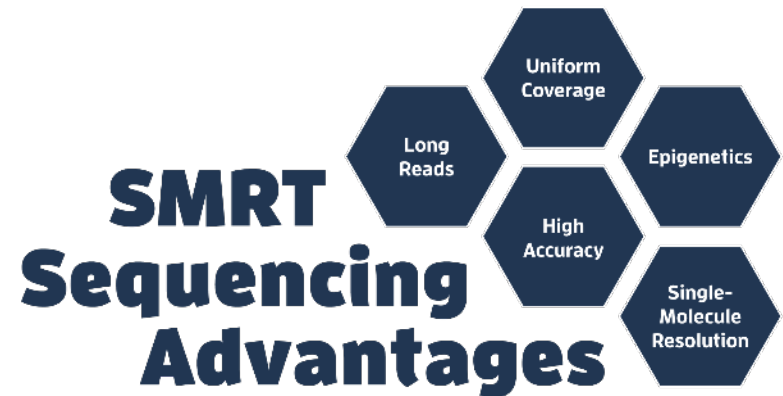 SMRT
Sequencing
Advantages
Long
Reads
Uniform
Coverage
High
Accuracy
Epigenetics
Single-
Molecule
Resolution